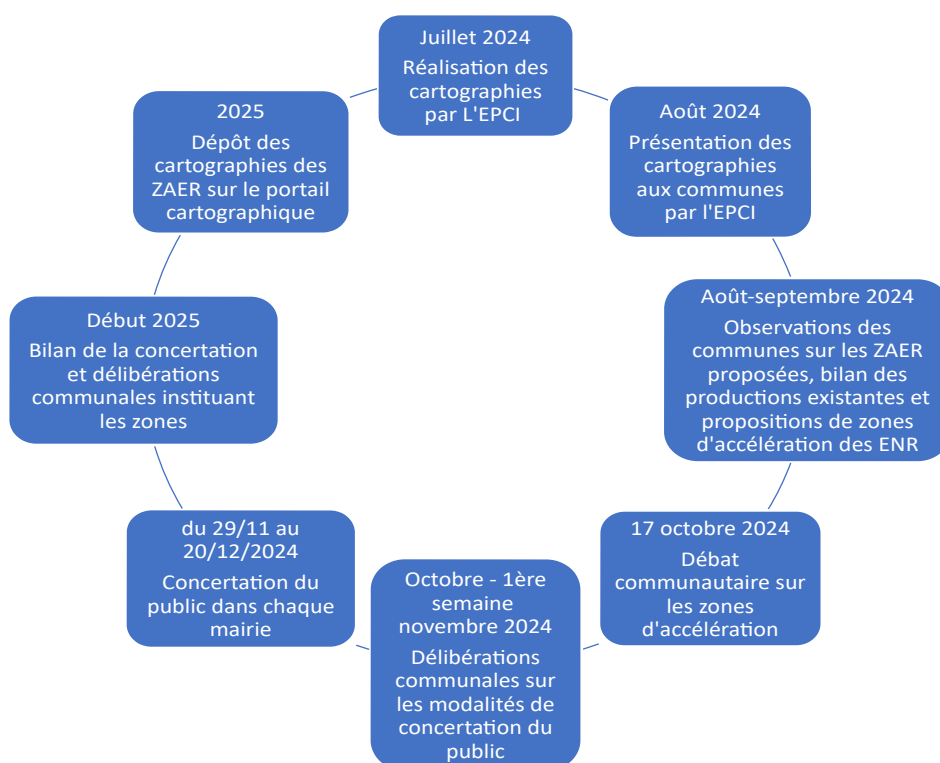 Juillet 2024
Réalisation des
cartographies
par L'EPCI
Août 2024
Présentation des
cartographies
aux communes
par l'EPCI
Août-septembre 2024
Observations des
communes sur les ZAER
proposées, bilan des
productions existantes et
propositions de zones
d'accélération des ENR
17 octobre 2024
Débat
communautaire sur
les zones
d'accélération
Octobre - 1ère
semaine
novembre 2024
Délibérations
communales sur
les modalités de
concertation du
public
du 29/11 au
20/12/2024
Concertation du
public dans chaque
mairie
Début 2025
Bilan de la concertation
et délibérations
communales instituant
les zones
2025
Dépôt des
cartographies des
ZAER sur le portail
cartographique